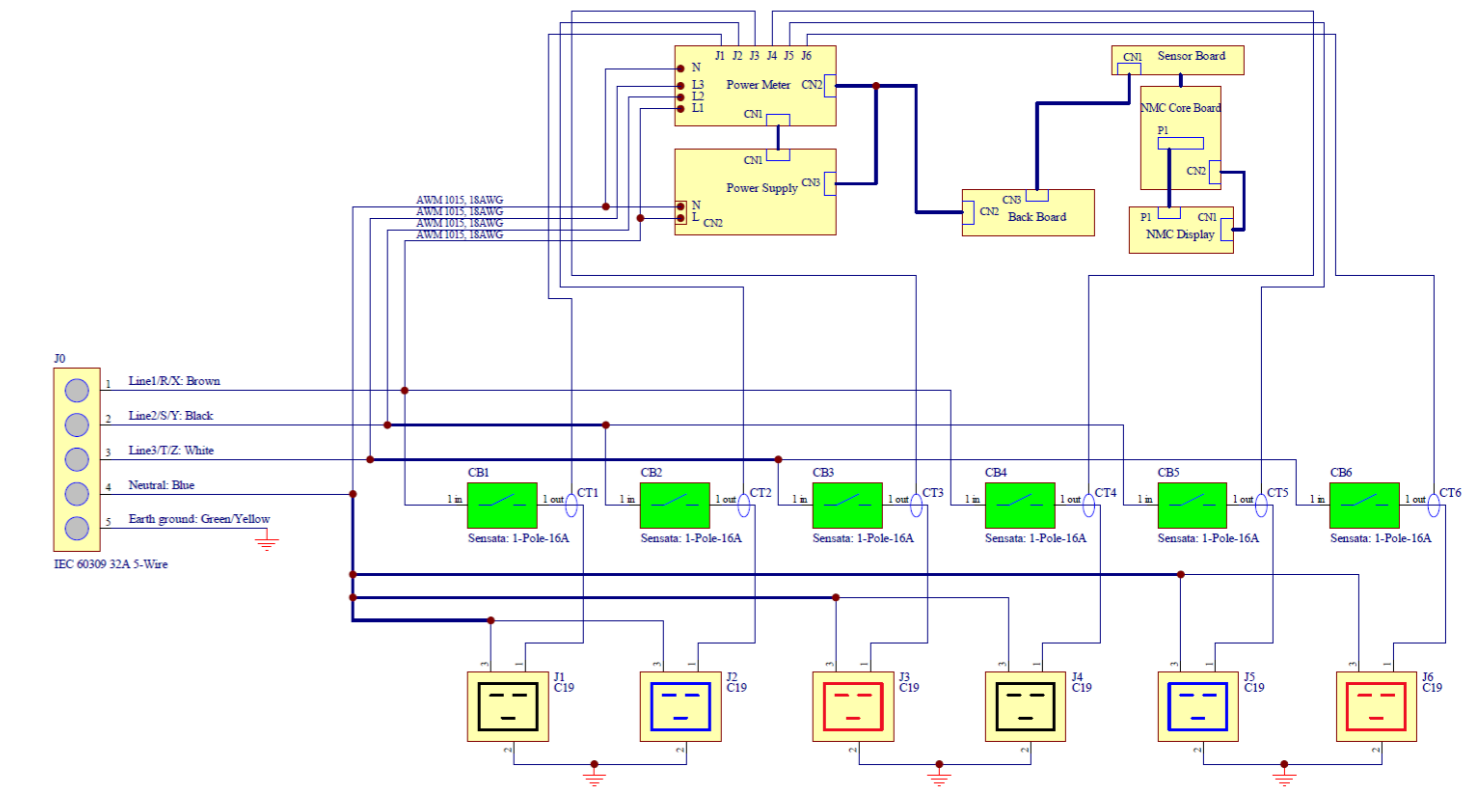 J1 J2 J3 J4 J5 J6
N
L3
L2
L1
Power Meter
CN2
CN1
CN1
Power Supply
CN3
N
L
CN2
CN1
Sensor Board
NMC Core Board
P1
CN2
CN3
CN2
Back Board
P1
CN1
NMC Display
AWM 1015, 18AWG
AWM 1015, 18AWG
AWM 1015, 18AWG
AWM 1015, 18AWG
J0
1
Line1/R/X: Brown
2
Line2/S/Y: Black
3
Line3/T/Z: White
4
Neutral: Blue
5
Earth ground: Green/Yellow
IEC 60309 32A 5-Wire
CB1
1 in
1 out
CT1
Sensata: 1-Pole-16A
CB2
1 in
1 out
CT2
Sensata: 1-Pole-16A
CB3
1 in
1 out
CT3
Sensata: 1-Pole-16A
CB4
1 in
1 out
CT4
Sensata: 1-Pole-16A
CB5
1 in
1 out
CT5
Sensata: 1-Pole-16A
CB6
1 in
1 out
CT6
Sensata: 1-Pole-16A
3
1
J1
C19
2
3
1
J2
C19
2
3
1
J3
C19
2
3
1
J4
C19
2
3
1
J5
C19
2
3
1
J6
C19
2